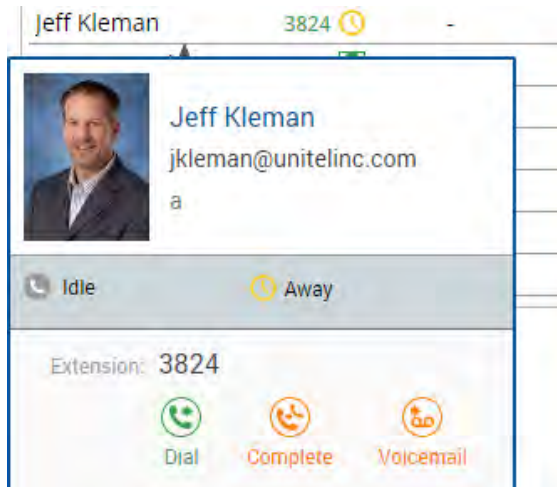 Jeff Kleman 3824 -
Jeff Kleman
jkleman@unitelinc.com
a
Idle Away
Extension: 3824
Dial Complete Voicemail